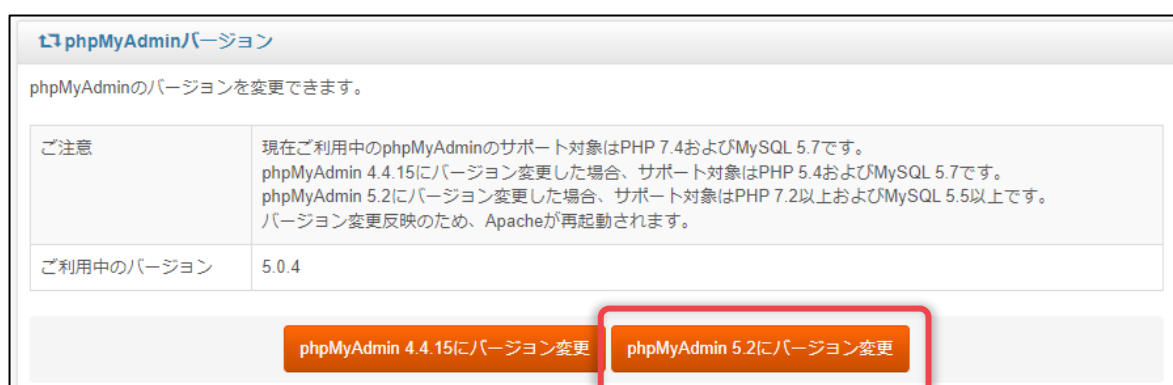 phpMyAdminバージョン
phpMyAdminのバージョンを変更できます。
ご注意
現在ご利用中のphpMyAdminのサポート対象はPHP 7.4およびMySQL 5.7です。
phpMyAdmin 4.4.15にバージョン変更した場合、サポート対象はPHP 5.4およびMySQL 5.7です。
phpMyAdmin 5.2にバージョン変更した場合、サポート対象はPHP 7.2以上およびMySQL 5.5以上です。
バージョン変更反映のため、Apacheが再起動されます。
ご利用中のバージョン
5.0.4
phpMyAdmin 4.4.15にバージョン変更
phpMyAdmin 5.2にバージョン変更